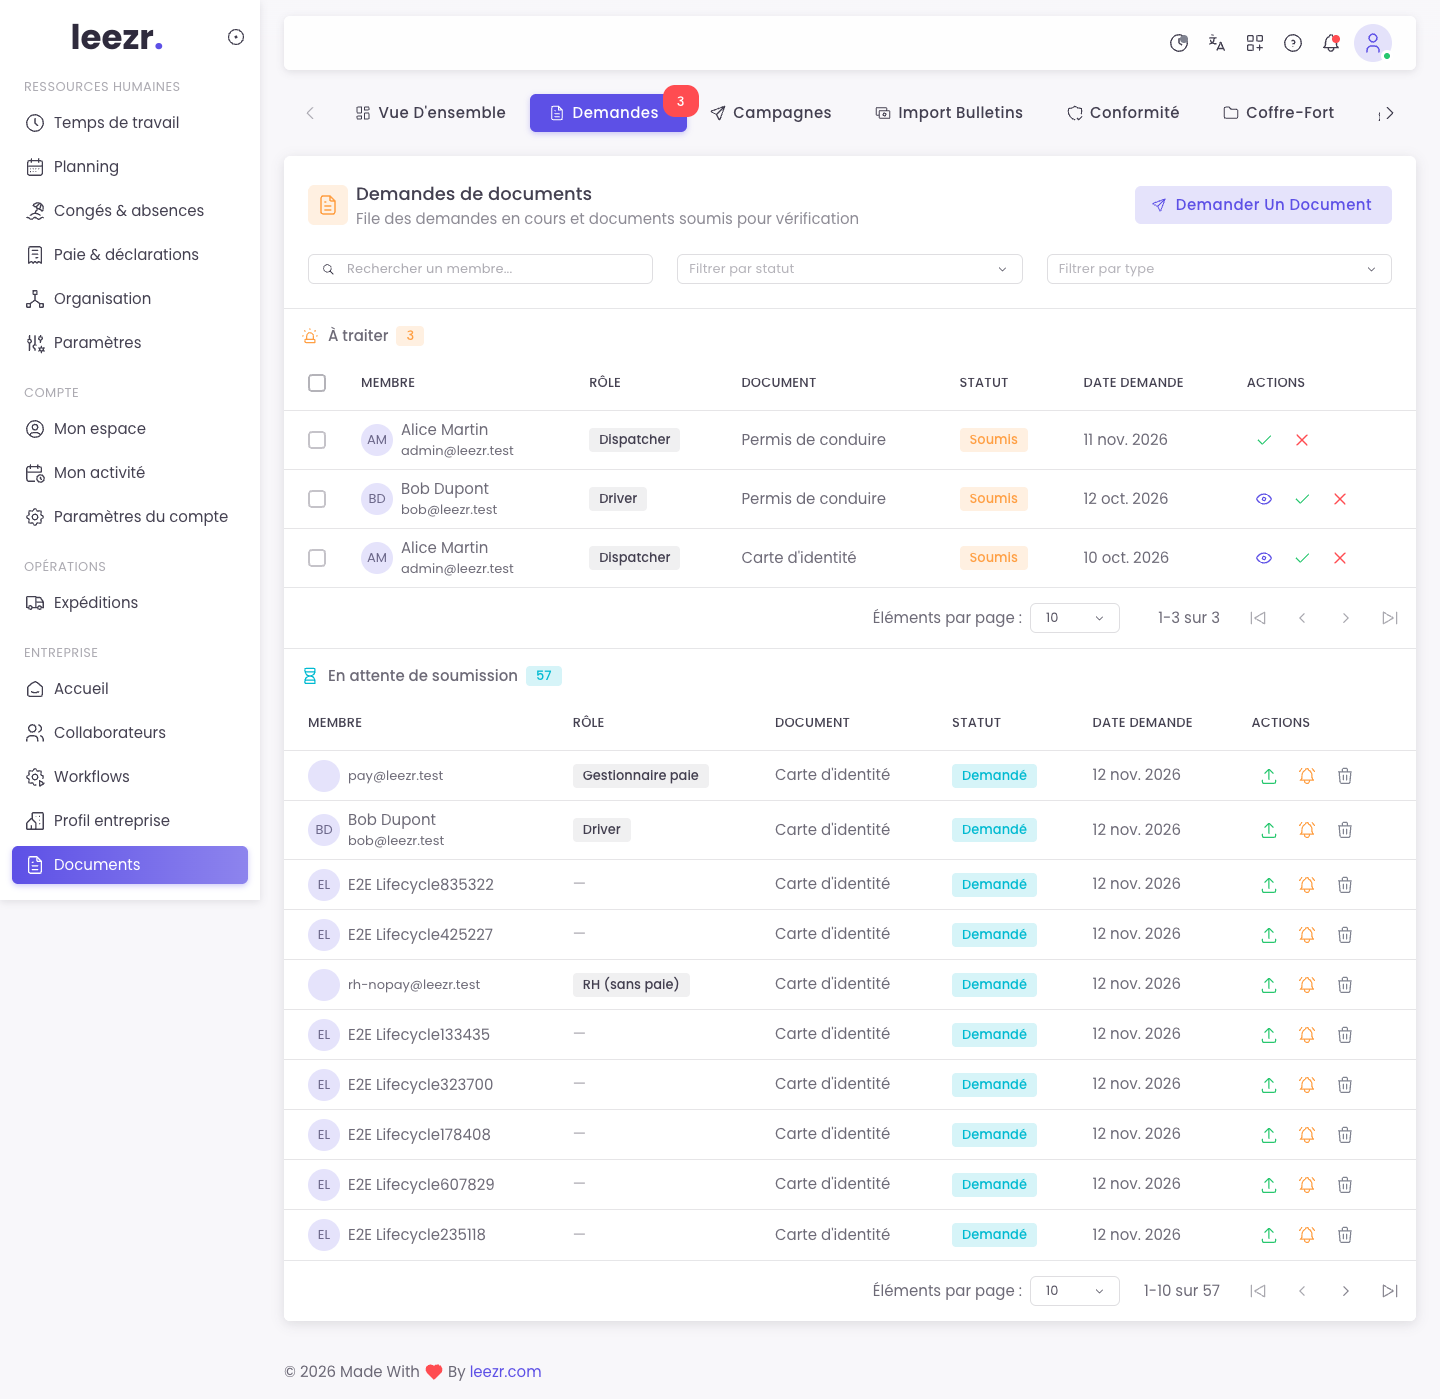 leezr.
RESSOURCES HUMAINES
Temps de travail
Planning
Congés & absences
Paie & déclarations
Organisation
Paramètres
COMPTE
Mon espace
Mon activité
Paramètres du compte
OPÉRATIONS
Expéditions
ENTREPRISE
Accueil
Collaborateurs
Workflows
Profil entreprise
Documents
Vue D'ensemble
Demandes 3
Campagnes
Import Bulletins
Conformité
Coffre-Fort
Demandes de documents
File des demandes en cours et documents soumis pour vérification
Demander Un Document
Rechercher un membre...
Filtrer par statut
Filtrer par type
À traiter 3
MEMBRE RÔLE DOCUMENT STATUT DATE DEMANDE ACTIONS
AM Alice Martin Dispatcher Permis de conduire Soumis 11 nov. 2026
admin@leezr.test
BD Bob Dupont Driver Permis de conduire Soumis 12 oct. 2026
bob@leezr.test
AM Alice Martin Dispatcher Carte d'identité Soumis 10 oct. 2026
admin@leezr.test
Éléments par page : 10 1-3 sur 3
En attente de soumission 57
MEMBRE RÔLE DOCUMENT STATUT DATE DEMANDE ACTIONS
pay@leezr.test Gestionnaire paie Carte d'identité Demandé 12 nov. 2026
BD Bob Dupont Driver Carte d'identité Demandé 12 nov. 2026
bob@leezr.test
EL E2E Lifecycle835322 — Carte d'identité Demandé 12 nov. 2026
EL E2E Lifecycle425227 — Carte d'identité Demandé 12 nov. 2026
rh-nopay@leezr.test RH (sans paie) Carte d'identité Demandé 12 nov. 2026
EL E2E Lifecycle133435 — Carte d'identité Demandé 12 nov. 2026
EL E2E Lifecycle323700 — Carte d'identité Demandé 12 nov. 2026
EL E2E Lifecycle178408 — Carte d'identité Demandé 12 nov. 2026
EL E2E Lifecycle607829 — Carte d'identité Demandé 12 nov. 2026
EL E2E Lifecycle235118 — Carte d'identité Demandé 12 nov. 2026
Éléments par page : 10 1-10 sur 57
© 2026 Made With By leezr.com